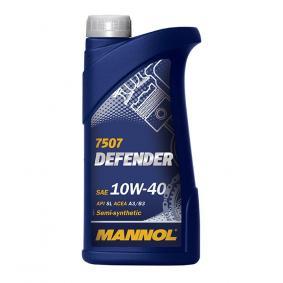 7507
DEFENDER
SAE 10W-40
API SL ACEA A3/B3
Semi-synthetic
MANNOL